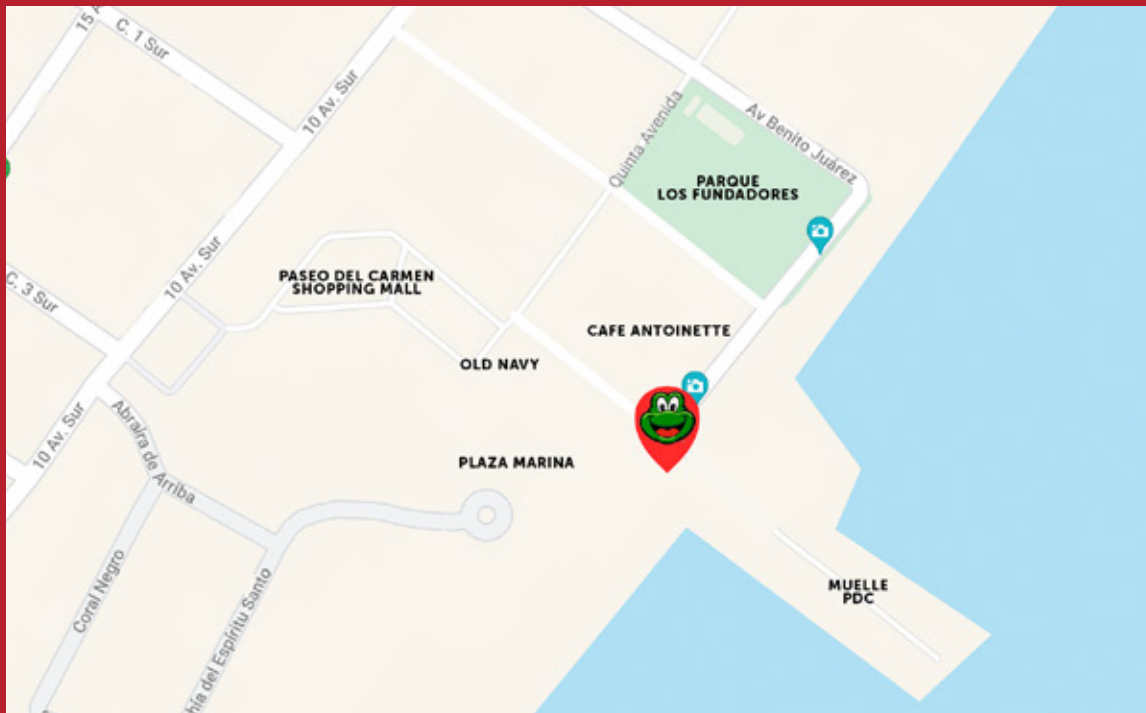 15 A
C. 1 Sur
10 Av. Sur
Av Benito Juárez
Quinta Avenida
PARQUE
LOS FUNDADORES
10 Av. Sur
PASEO DEL CARMEN
SHOPPING MALL
C. 3 Sur
CAFE ANTOINETTE
OLD NAVY
10 Av. Sur
Abraíra de Arriba
PLAZA MARINA
Coral Negro
hía del Espíritu Santo
MUELLE
PDC